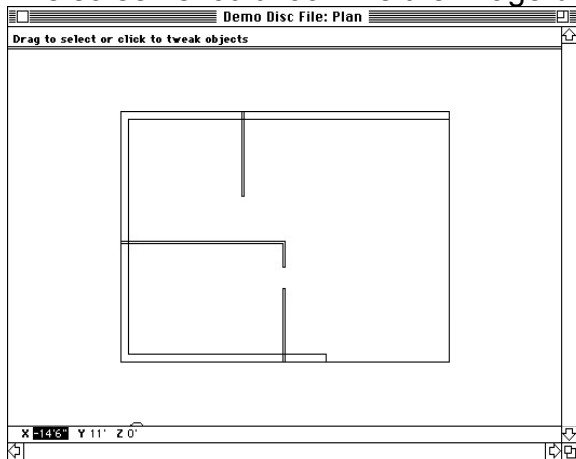 Demo Disc File: Plan
Drag to select or click to tweak objects
X -14'6" Y 11' Z 0'